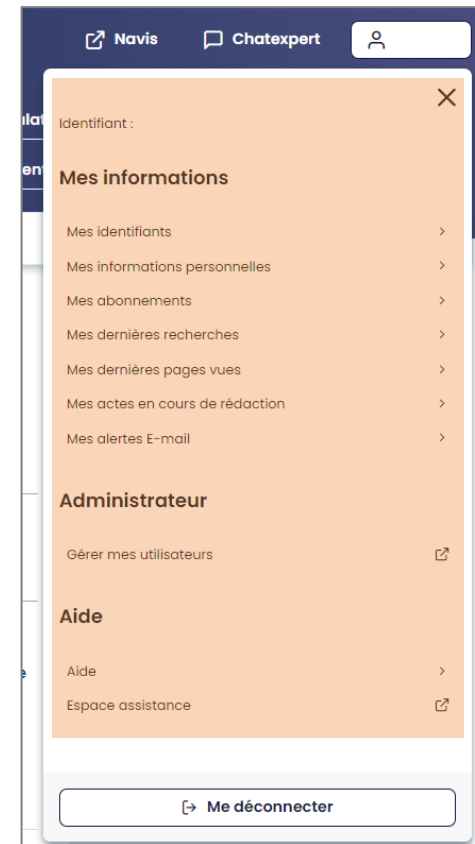 Navis
Chatexpert
Identifiant :
Mes informations
Mes identifiants
Mes informations personnelles
Mes abonnements
Mes dernières recherches
Mes dernières pages vues
Mes actes en cours de rédaction
Mes alertes E-mail
Administrateur
Gérer mes utilisateurs
Aide
Aide
Espace assistance
Me déconnecter